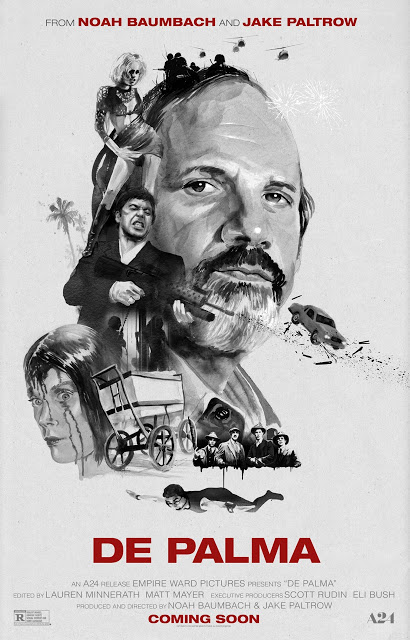 FROM NOAH BAUMBACH AND JAKE PALTROW
DE PALMA
AN A24 RELEASE EMPIRE WARD PICTURES PRESENTS "DE PALMA"
EDITED BY LAUREN MINNERATH MATT MAYER EXECUTIVE PRODUCERS SCOTT RUDIN ELI BUSH
PRODUCED AND DIRECTED BY NOAH BAUMBACH & JAKE PALTROW
R
COMING SOON
A24